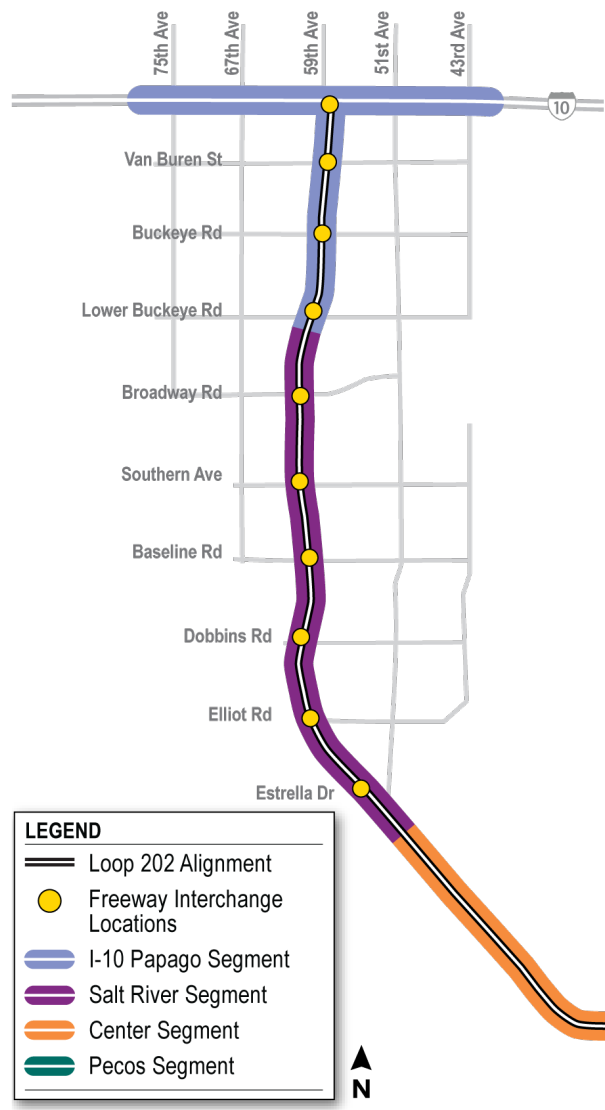 75th Ave
67th Ave
59th Ave
51st Ave
43rd Ave
10
Van Buren St
Buckeye Rd
Lower Buckeye Rd
Broadway Rd
Southern Ave
Baseline Rd
Dobbins Rd
Elliot Rd
Estrella Dr
LEGEND
Loop 202 Alignment
Freeway Interchange
Locations
I-10 Papago Segment
Salt River Segment
Center Segment
Pecos Segment
N